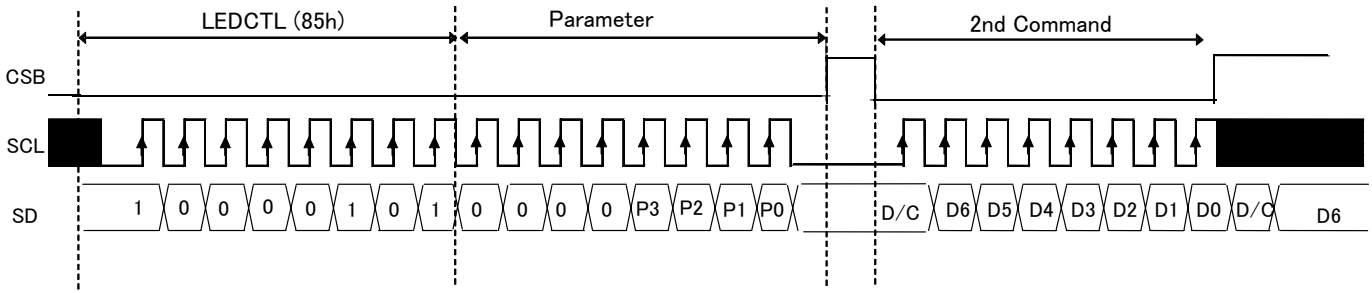 LEDCTL (85h) Parameter 2nd Command
CSB
SCL
SD 1 0 0 0 0 1 0 1 0 0 0 0 P3 P2 P1 P0 D/C D6 D5 D4 D3 D2 D1 D0 D/C D6